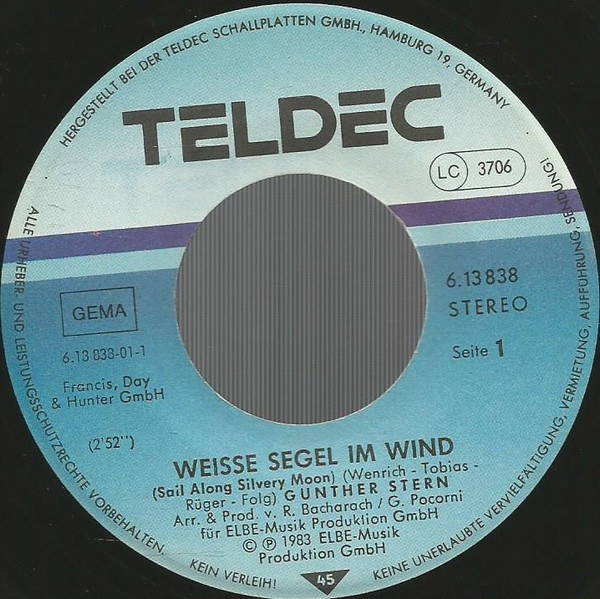 HERGESTELLT BEI DER TELDEC SCHALLPLATTEN GMBH., HAMBURG 19, GERMANY
TELDEC
LC 3706
6.13838
STEREO
Seite 1
GEMA
6.13 838-01-1
Francis, Day
& Hunter GmbH
(2'52'')
WEISSE SEGEL IM WIND
(Sail Along Silvery Moon) (Wenrich - Tobias -
Rüger - Folg) GUNTHER STERN
Arr. & Prod. v. R. Bacharach / G. Pocorni
für ELBE-Musik Produktion GmbH
© ℗ 1983 ELBE-Musik
Produktion GmbH
ALLE URHEBER- UND LEISTUNGSSCHUTZRECHTE VORBEHALTEN.
KEIN VERLEIH!
45
KEINE UNERLAUBTE VERVIELFÄLTIGUNG, VERMIETUNG, AUFFÜHRUNG, SENDUNG!